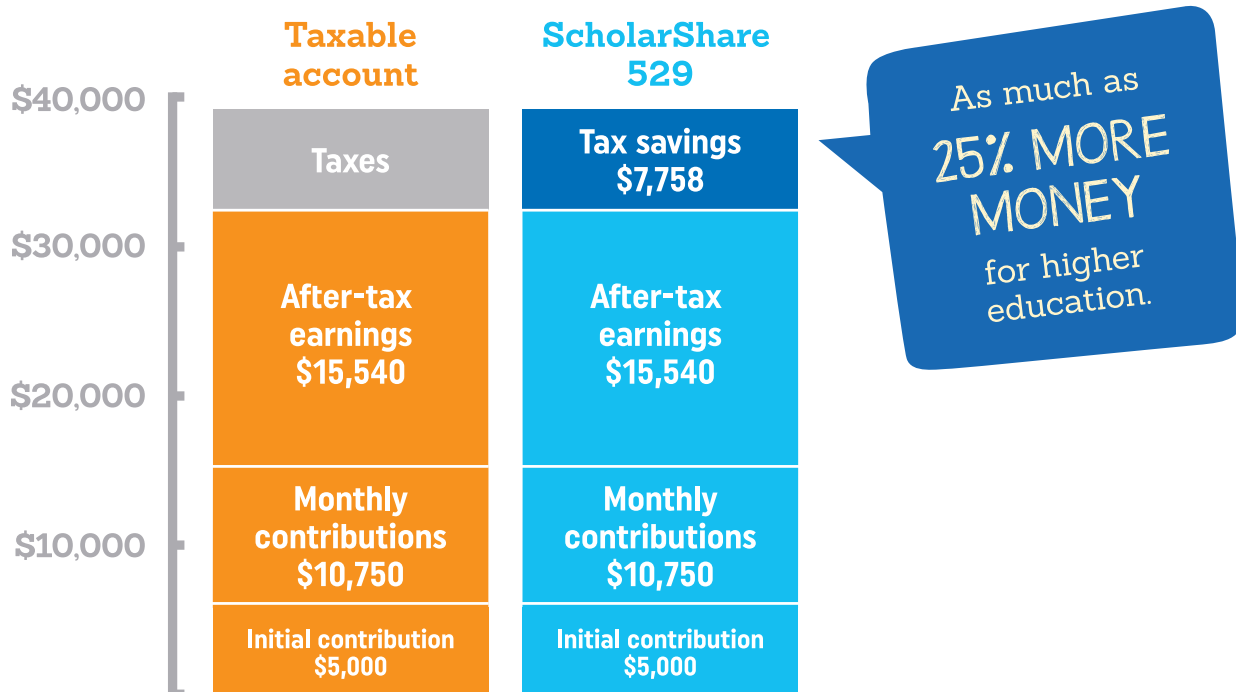 Taxable
account
ScholarShare
529
$40,000
$30,000
$20,000
$10,000
Taxes
After-tax
earnings
$15,540
Monthly
contributions
$10,750
Initial contribution
$5,000
Tax savings
$7,758
After-tax
earnings
$15,540
Monthly
contributions
$10,750
Initial contribution
$5,000
As much as
25% MORE
MONEY
for higher
education.